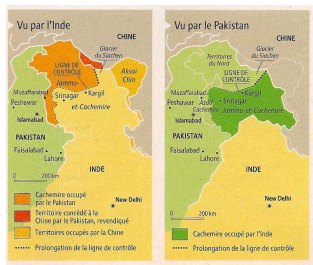 Vu par l'Inde
CHINE
Glacier
du Siachen
LIGNE DE
CONTRÔLE
Aksaï
Chin
Jammu-
et-Cachemire
Muzaffarabad
Kargil
Srinagar
Peshawar
Islamabad
PAKISTAN
Faisalabad
Lahore
INDE
0 200 km
New Delhi
Cachemire occupé
par le Pakistan
Territoire concédé à la
Chine par le Pakistan, revendiqué
Territoires occupés par la Chine
Prolongation de la ligne de contrôle
Vu par le Pakistan
CHINE
Glacier
du Siachen
Territoires
du Nord
LIGNE DE
CONTRÔLE
Muzaffarabad
Kargil
Peshawar
Azad
Cachemire
Srinagar
Jammu-et-Cachemire
Islamabad
PAKISTAN
Faisalabad
Lahore
INDE
0 200 km
New Delhi
Cachemire occupé par l'Inde
Prolongation de la ligne de contrôle